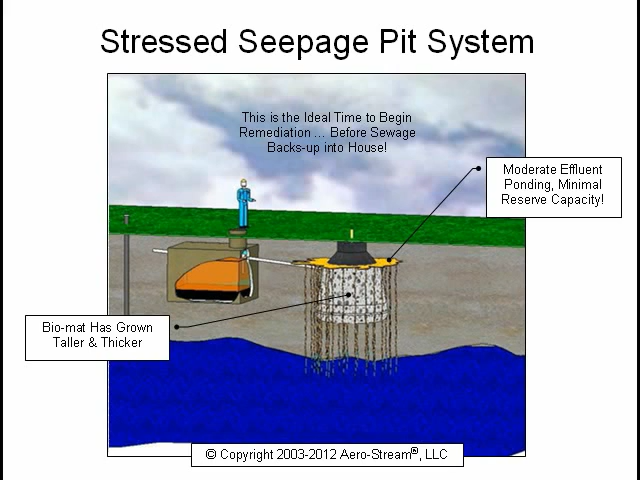 Stressed Seepage Pit System
This is the Ideal Time to Begin
Remediation ... Before Sewage
Backs-up into House!
Moderate Effluent
Ponding, Minimal
Reserve Capacity!
Bio-mat Has Grown
Taller & Thicker
© Copyright 2003-2012 Aero-Stream®, LLC